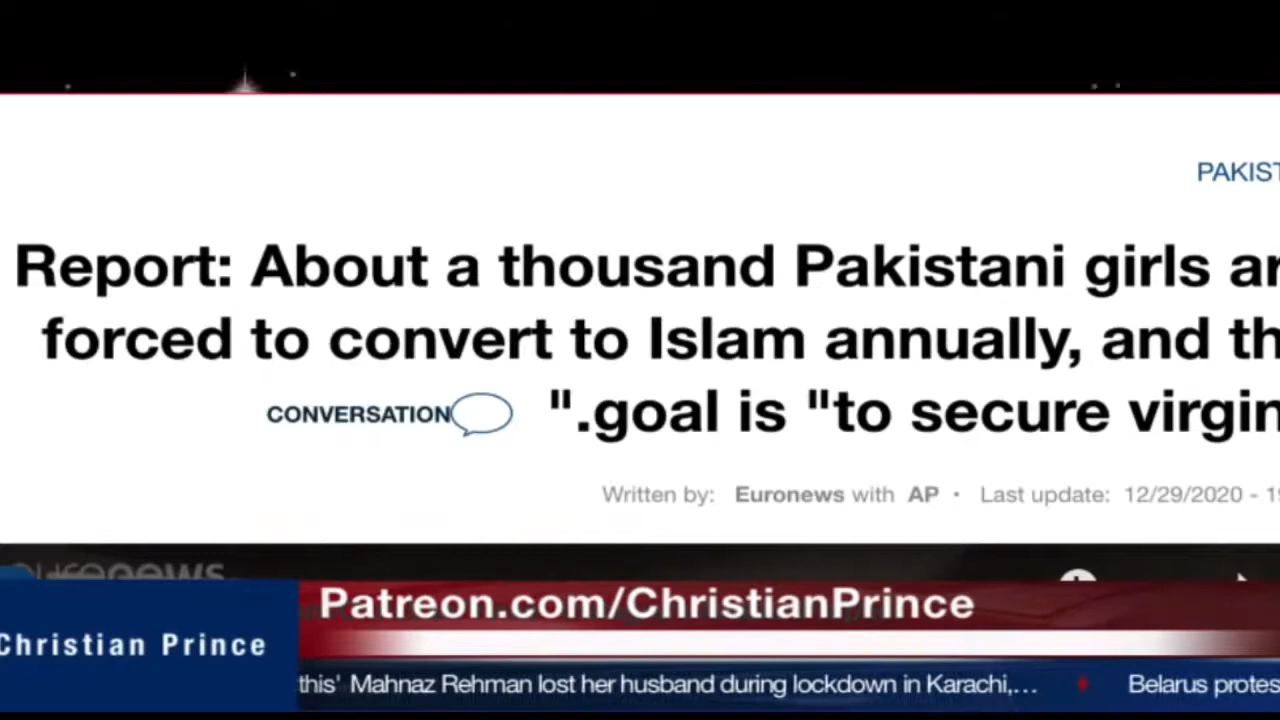 PAKIST
Report: About a thousand Pakistani girls ar
forced to convert to Islam annually, and th
CONVERSATION ".goal is "to secure virgin
Written by: Euronews with AP · Last update: 12/29/2020 - 19
euronews
Patreon.com/ChristianPrince
Christian Prince
this' Mahnaz Rehman lost her husband during lockdown in Karachi,… ♦ Belarus protes